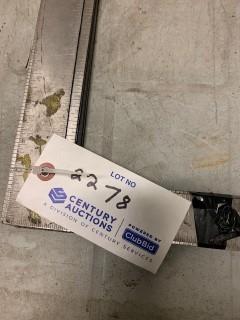 LOT NO
2278
CENTURY
AUCTIONS
A DIVISION OF CENTURY SERVICES
POWERED BY
ClubBid